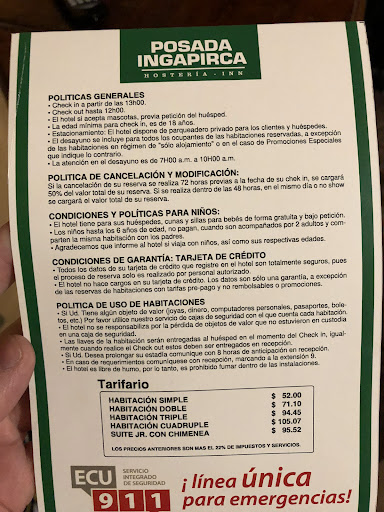 POSADA
INGAPIRCA
HOSTERÍA - INN
POLITICAS GENERALES
• Check in a partir de las 13h00.
• Check out hasta 12h00.
• El hotel si acepta mascotas, previa petición del huésped.
• La edad mínima para check in, es de 18 años.
• Estacionamiento: El hotel dispone de parqueadero privado para los clientes y huéspedes.
• El desayuno se incluye para todos los ocupantes de las habitaciones reservadas, a excepción
de las habitaciones en régimen de "sólo alojamiento" o en el caso de Promociones Especiales
que indique lo contrario.
• La atención en el desayuno es de 7H00 a.m. a 10H00 a.m.
POLITICA DE CANCELACIÓN Y MODIFICACIÓN:
Si la cancelación de su reserva se realiza 72 horas previas a la fecha de su chek in, se cargará
50% del valor total de su reserva. Si se realiza dentro de las 48 horas, en el mismo día o no show
se cargará el valor total de su reserva.
CONDICIONES Y POLÍTICAS PARA NIÑOS:
• El hotel tiene para sus huéspedes, cunas y sillas para bebés de forma gratuita y bajo petición.
• Los niños hasta los 6 años de edad, no pagan, cuando son acompañados por 2 adultos y com-
parten la misma habitación con los padres.
• Agradecemos que informe al hotel si viaja con niños, así como sus respectivas edades.
CONDICIONES DE GARANTÍA: TARJETA DE CRÉDITO
• Todos los datos de su tarjeta de crédito que registre en el hotel son totalmente seguros, pues
el proceso de reserva solo es realizado por personal autorizado.
• El hotel no hace cargos en su tarjeta de crédito. Los datos son sólo una garantía, a excepción
de las reservas de habitaciones con tarifas pre-pago y no rembolsables o promociones.
POLITICA DE USO DE HABITACIONES
• Si Ud. Tiene algún objeto de valor (joyas, dinero, computadores personales, pasaportes, bole-
tos, etc.) Por favor utilice nuestro servicio de cajas de seguridad con el que cuenta cada habitación.
• El hotel no se responsabiliza por la pérdida de objetos de valor que no estuvieron en custodia
en una caja de seguridad.
• Las llaves de la habitación serán entregadas al huésped en el momento del Check in, igual-
mente cuando realice el Check out estos deben ser entregados en recepción.
• Si Ud. Desea prolongar su estadía comunique con 8 horas de anticipación en recepción.
• En caso de requerimientos comuníquese con recepción, marcando a la extensión 9.
• El hotel es libre de humo, por lo tanto, es prohibido fumar dentro de las instalaciones.
Tarifario
HABITACIÓN SIMPLE $ 52.00
HABITACIÓN DOBLE $ 71.10
HABITACIÓN TRIPLE $ 94.45
HABITACIÓN CUADRUPLE $ 105.07
SUITE JR. CON CHIMENEA $ 95.52
LOS PRECIOS ANTERIORES SON MAS EL 22% DE IMPUESTOS Y SERVICIOS.
ECU
911
SERVICIO
INTEGRADO
DE SEGURIDAD
¡línea única
para emergencias!